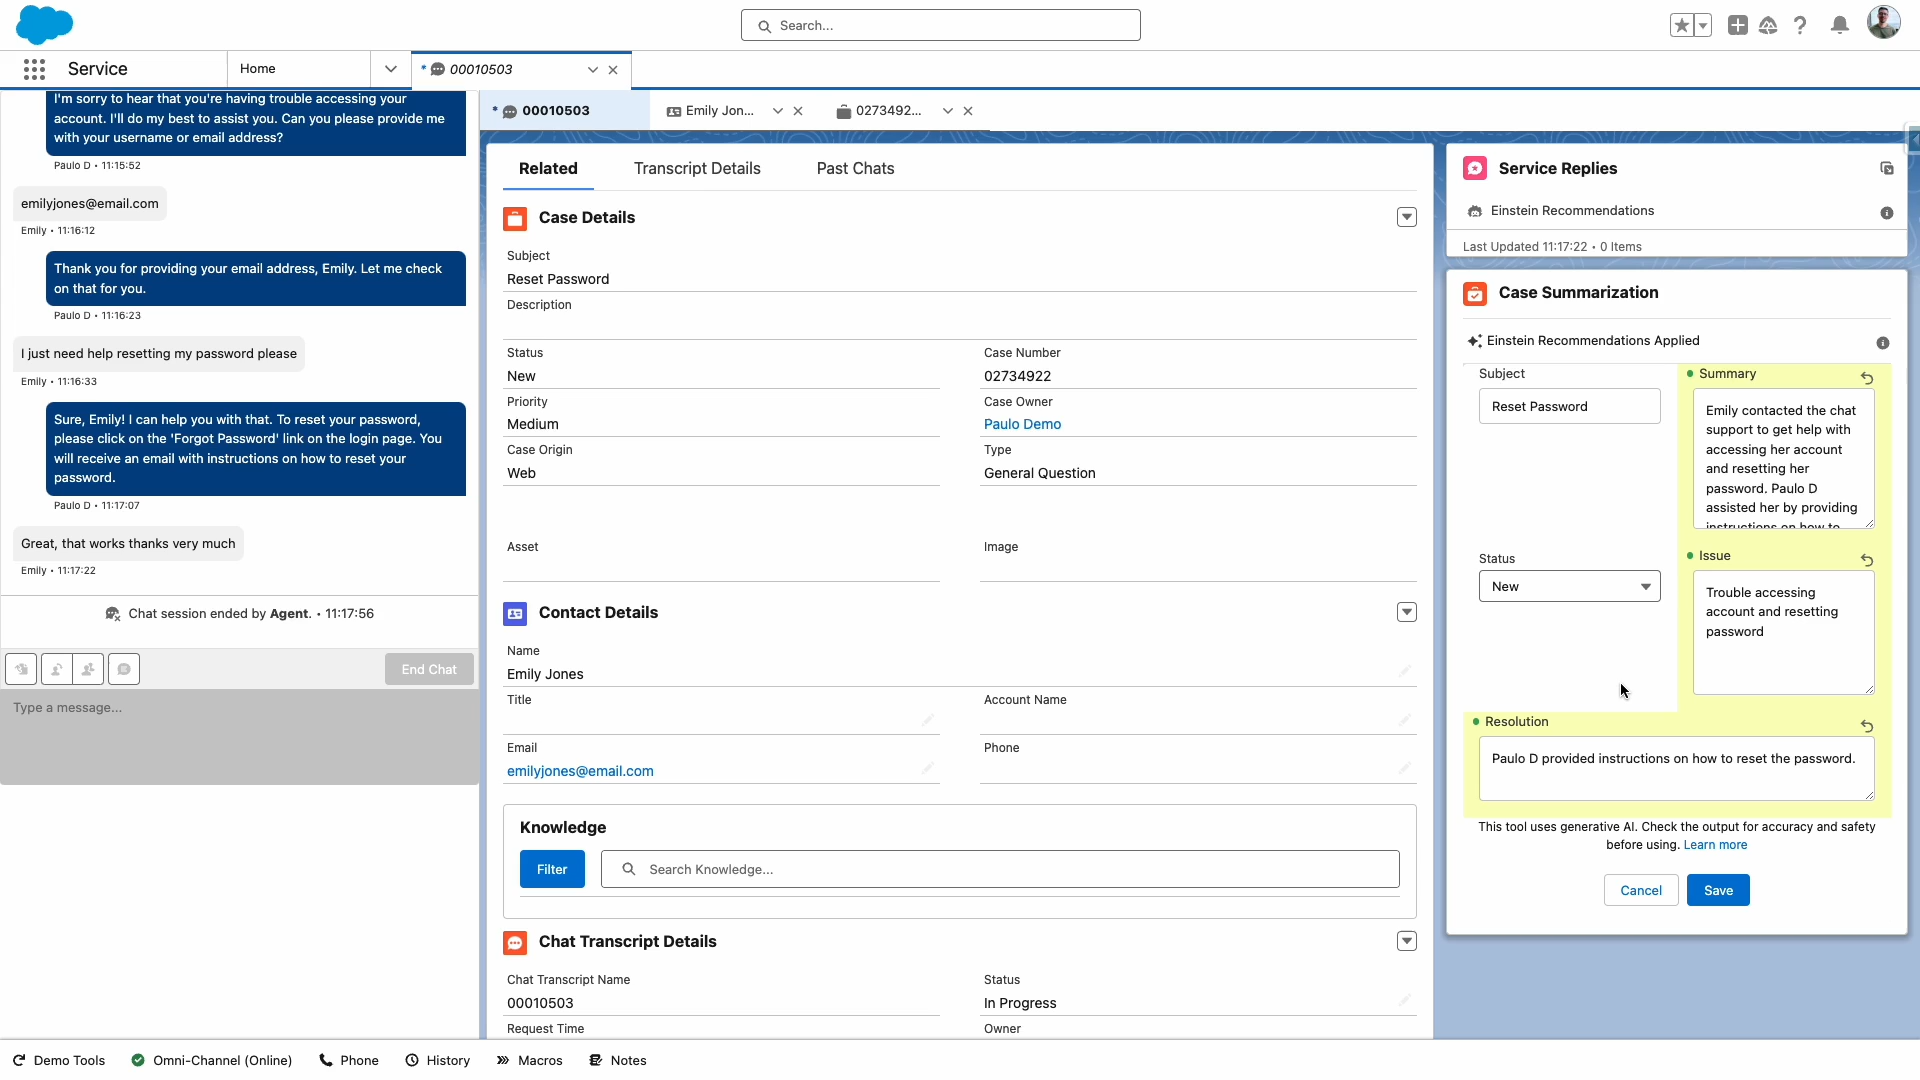 Search...
Service
Home
* 00010503
I'm sorry to hear that you're having trouble accessing your
account. I'll do my best to assist you. Can you please provide me
with your username or email address?
Paulo D • 11:15:52
emilyjones@email.com
Emily • 11:16:12
Thank you for providing your email address, Emily. Let me check
on that for you.
Paulo D • 11:16:23
I just need help resetting my password please
Emily • 11:16:33
Sure, Emily! I can help you with that. To reset your password,
please click on the 'Forgot Password' link on the login page. You
will receive an email with instructions on how to reset your
password.
Paulo D • 11:17:07
Great, that works thanks very much
Emily • 11:17:22
Chat session ended by Agent. • 11:17:56
End Chat
Type a message...
* 00010503
Emily Jon...
0273492...
Related
Transcript Details
Past Chats
Case Details
Subject
Reset Password
Description
Status
New
Case Number
02734922
Priority
Medium
Case Owner
Paulo Demo
Case Origin
Web
Type
General Question
Asset
Image
Contact Details
Name
Emily Jones
Title
Account Name
Email
emilyjones@email.com
Phone
Knowledge
Filter
Search Knowledge...
Chat Transcript Details
Chat Transcript Name
00010503
Status
In Progress
Request Time
Owner
Service Replies
Einstein Recommendations
Last Updated 11:17:22 • 0 Items
Case Summarization
Einstein Recommendations Applied
Subject
Reset Password
Summary
Emily contacted the chat
support to get help with
accessing her account
and resetting her
password. Paulo D
assisted her by providing
instructions on how to
Status
New
Issue
Trouble accessing
account and resetting
password
Resolution
Paulo D provided instructions on how to reset the password.
This tool uses generative AI. Check the output for accuracy and safety
before using. Learn more
Cancel
Save
Demo Tools
Omni-Channel (Online)
Phone
History
Macros
Notes